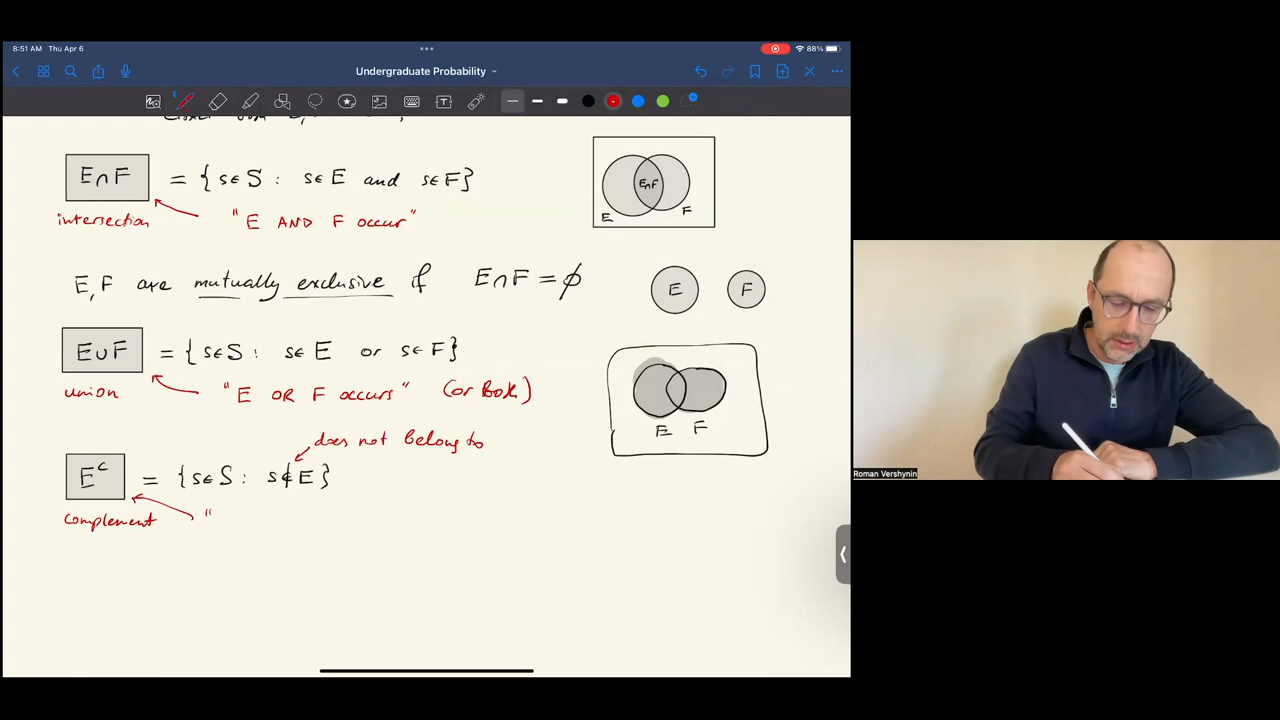 8:51 AM Thu Apr 6
88%
Undergraduate Probability
E∩F = {s∈S : s∈E and s∈F}
E∩F
E
F
intersection
"E AND F occur"
E,F are mutually exclusive if E∩F = ∅
E
F
E∪F = {s∈S : s∈E or s∈F}
union
"E OR F occurs" (or both)
E F
does not belong to
Eᶜ = {s∈S : s∉E}
complement "
Roman Vershynin